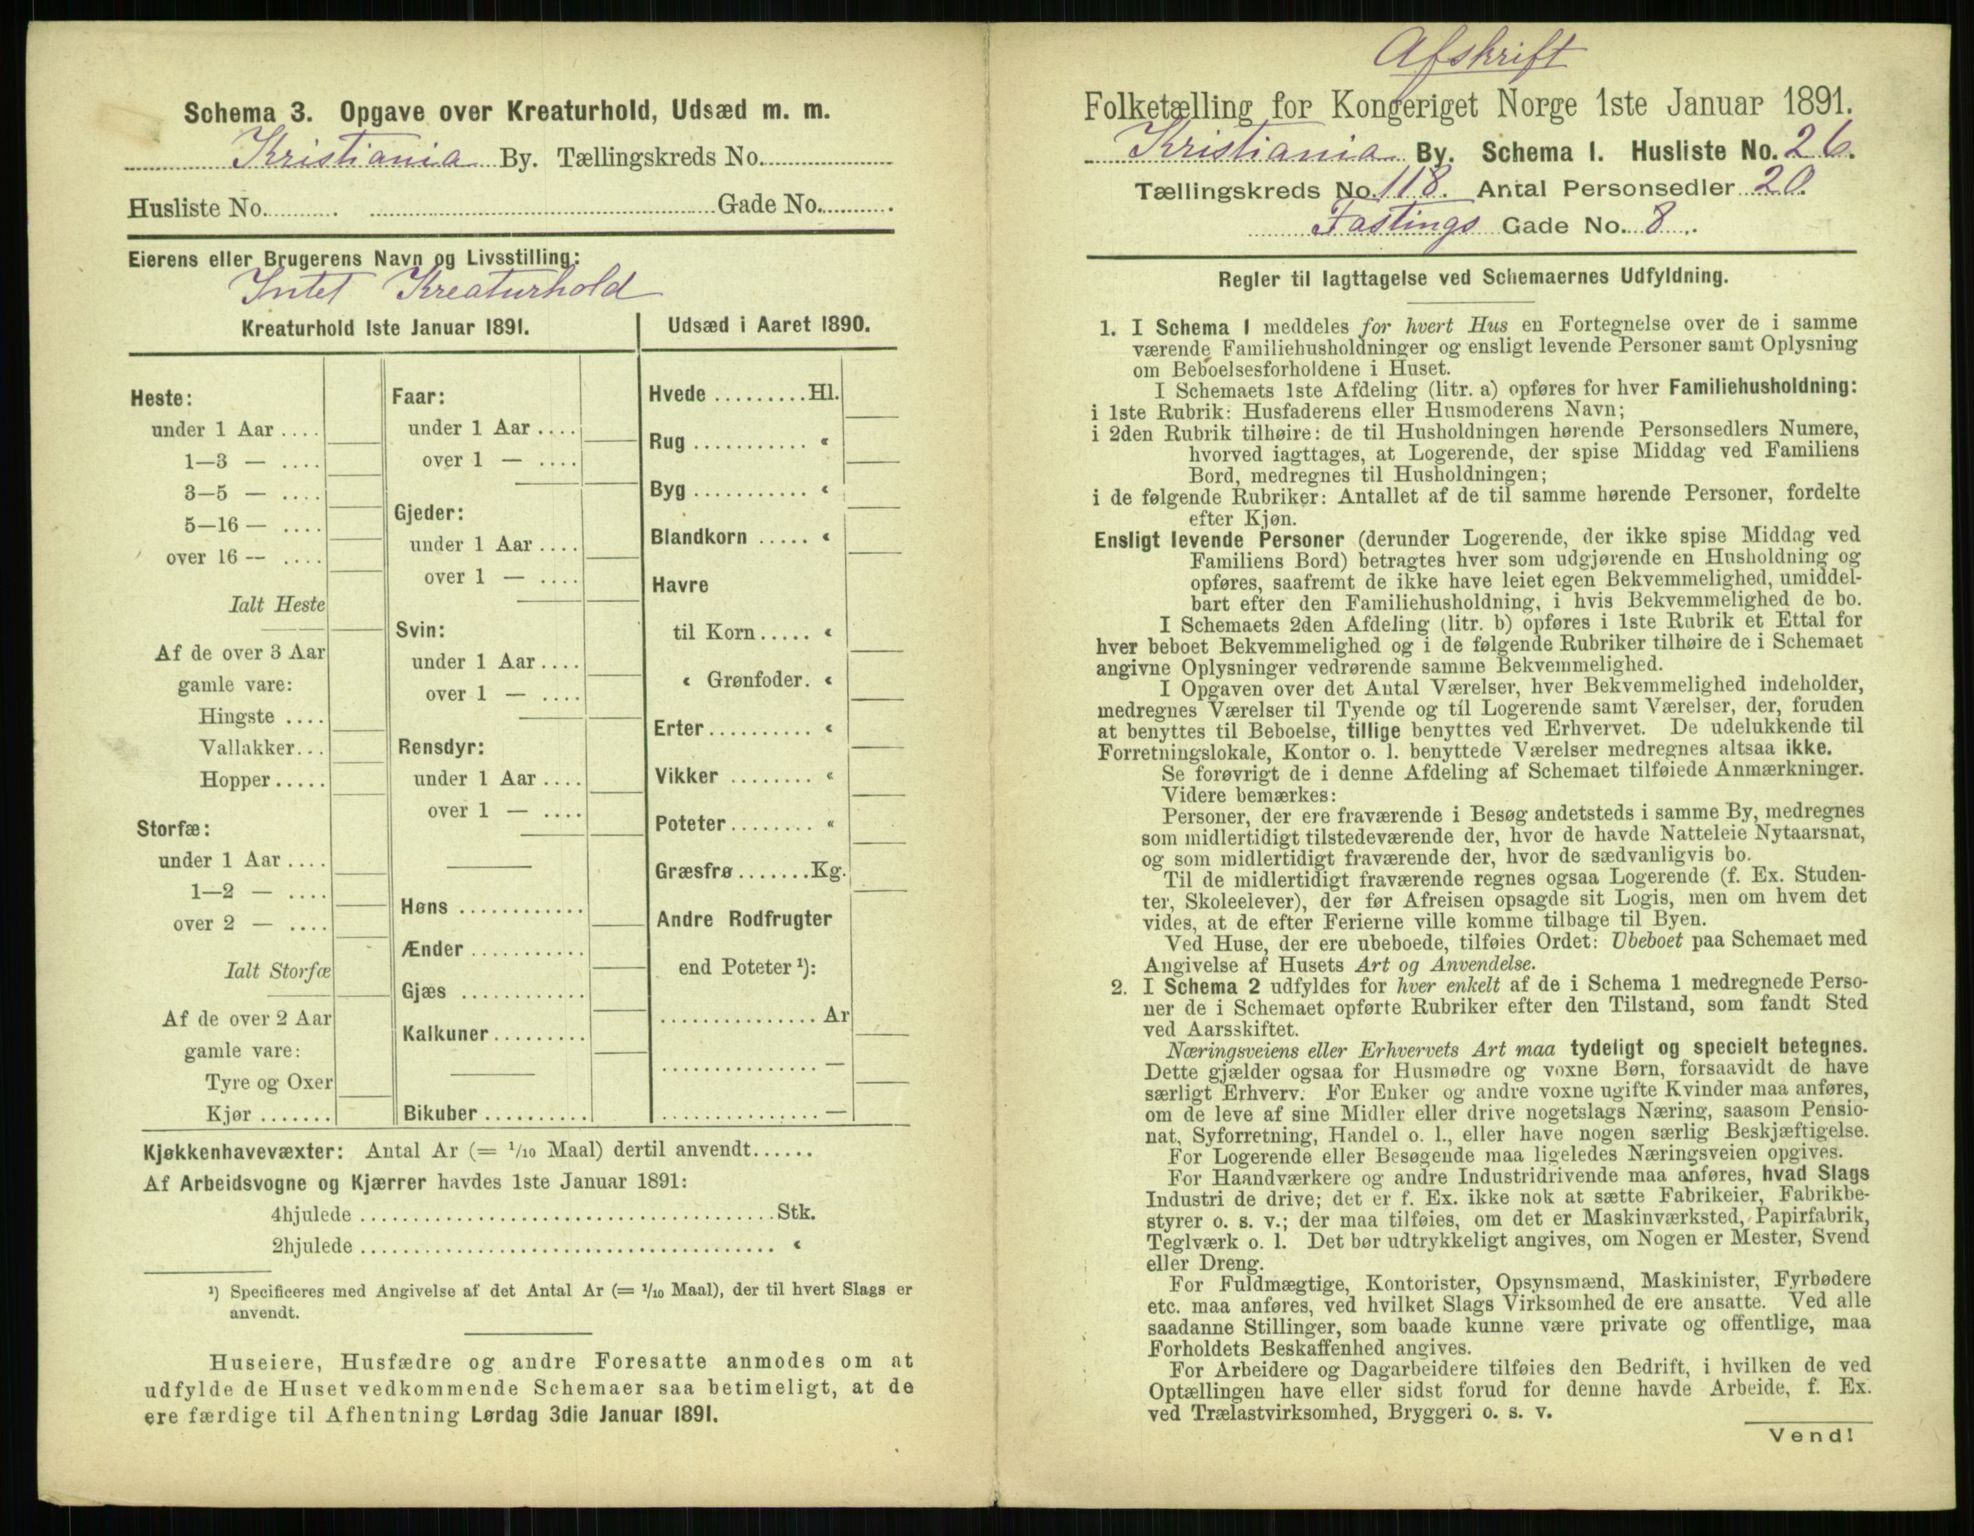 Schema 3. Opgave over Kreaturhold, Udsæd m. m.
Kristiania By. Tællingskreds No.
Husliste No. Gade No.
Eierens eller Brugerens Navn og Livsstilling:
Intet Kreaturhold
Kreaturhold 1ste Januar 1891.
Heste:
under 1 Aar ....
1—3 — ....
3—5 — ....
5—16 — ....
over 16 — ....
Ialt Heste
Af de over 3 Aar
gamle vare:
Hingste ....
Vallakker...
Hopper.....
Storfæ:
under 1 Aar ....
1—2 — ....
over 2 — ....
Ialt Storfæ
Af de over 2 Aar
gamle vare:
Tyre og Oxer
Kjør .......
Faar:
under 1 Aar ....
over 1 — ....
Gjeder:
under 1 Aar ....
over 1 — ....
Svin:
under 1 Aar ....
over 1 — ....
Rensdyr:
under 1 Aar ....
over 1 — ....
Høns ............
Ænder ...........
Gjæs ............
Kalkuner..........
Bikuber ..........
Udsæd i Aaret 1890.
Hvede .........Hl.
Rug ........... «
Byg ........... «
Blandkorn ..... «
Havre
til Korn..... «
« Grønfoder. «
Erter.......... «
Vikker ........ «
Poteter........ «
Græsfrø.......Kg.
Andre Rodfrugter
end Poteter ¹):
...............Ar
............... —
............... —
Kjøkkenhavevæxter: Antal Ar (= 1/10 Maal) dertil anvendt......
Af Arbeidsvogne og Kjærrer havdes 1ste Januar 1891:
4hjulede ......................................Stk.
2hjulede ...................................... «
¹) Specificeres med Angivelse af det Antal Ar (= 1/10 Maal), der til hvert Slags er
anvendt.
Huseiere, Husfædre og andre Foresatte anmodes om at
udfylde de Huset vedkommende Schemaer saa betimeligt, at de
ere færdige til Afhentning Lørdag 3die Januar 1891.
Afskrift
Folketælling for Kongeriget Norge 1ste Januar 1891.
Kristiania By. Schema 1. Husliste No. 26.
Tællingskreds No. 118. Antal Personsedler 20.
Fastings Gade No. 8.
Regler til Iagttagelse ved Schemaernes Udfyldning.
1. I Schema 1 meddeles for hvert Hus en Fortegnelse over de i samme
værende Familiehusholdninger og ensligt levende Personer samt Oplysning
om Beboelsesforholdene i Huset.
I Schemaets 1ste Afdeling (litr. a) opføres for hver Familiehusholdning:
i 1ste Rubrik: Husfaderens eller Husmoderens Navn;
i 2den Rubrik tilhøire: de til Husholdningen hørende Personsedlers Numere,
hvorved iagttages, at Logerende, der spise Middag ved Familiens
Bord, medregnes til Husholdningen;
i de følgende Rubriker: Antallet af de til samme hørende Personer, fordelte
efter Kjøn.
Ensligt levende Personer (derunder Logerende, der ikke spise Middag ved
Familiens Bord) betragtes hver som udgjørende en Husholdning og
opføres, saafremt de ikke have leiet egen Bekvemmelighed, umiddel-
bart efter den Familiehusholdning, i hvis Bekvemmelighed de bo.
I Schemaets 2den Afdeling (litr. b) opføres i 1ste Rubrik et Ettal for
hver beboet Bekvemmelighed og i de følgende Rubriker tilhøire de i Schemaet
angivne Oplysninger vedrørende samme Bekvemmelighed.
I Opgaven over det Antal Værelser, hver Bekvemmelighed indeholder,
medregnes Værelser til Tyende og til Logerende samt Værelser, der, foruden
at benyttes til Beboelse, tillige benyttes ved Erhvervet. De udelukkende til
Forretningslokale, Kontor o. l. benyttede Værelser medregnes altsaa ikke.
Se forøvrigt de i denne Afdeling af Schemaet tilføiede Anmærkninger.
Videre bemærkes:
Personer, der ere fraværende i Besøg andetsteds i samme By, medregnes
som midlertidigt tilstedeværende der, hvor de havde Natteleie Nytaarsnat,
og som midlertidigt fraværende der, hvor de sædvanligvis bo.
Til de midlertidigt fraværende regnes ogsaa Logerende (f. Ex. Studen-
ter, Skoleelever), der før Afreisen opsagde sit Logis, men om hvem det
vides, at de efter Ferierne ville komme tilbage til Byen.
Ved Huse, der ere ubeboede, tilføies Ordet: Ubeboet paa Schemaet med
Angivelse af Husets Art og Anvendelse.
2. I Schema 2 udfyldes for hver enkelt af de i Schema 1 medregnede Perso-
ner de i Schemaet opførte Rubriker efter den Tilstand, som fandt Sted
ved Aarsskiftet.
Næringsveiens eller Erhvervets Art maa tydeligt og specielt betegnes.
Dette gjælder ogsaa for Husmødre og voxne Børn, forsaavidt de have
særligt Erhverv. For Enker og andre voxne ugifte Kvinder maa anføres,
om de leve af sine Midler eller drive nogetslags Næring, saasom Pensio-
nat, Syforretning, Handel o. l., eller have nogen særlig Beskjæftigelse.
For Logerende eller Besøgende maa ligeledes Næringsveien opgives.
For Haandværkere og andre Industridrivende maa anføres, hvad Slags
Industri de drive; det er f. Ex. ikke nok at sætte Fabrikeier, Fabrikbe-
styrer o. s. v.; der maa tilføies, om det er Maskinværksted, Papirfabrik,
Teglværk o. l. Det bør udtrykkeligt angives, om Nogen er Mester, Svend
eller Dreng.
For Fuldmægtige, Kontorister, Opsynsmænd, Maskinister, Fyrbødere
etc. maa anføres, ved hvilket Slags Virksomhed de ere ansatte. Ved alle
saadanne Stillinger, som baade kunne være private og offentlige, maa
Forholdets Beskaffenhed angives.
For Arbeidere og Dagarbeidere tilføies den Bedrift, i hvilken de ved
Optællingen have eller sidst forud for denne havde Arbeide, f. Ex.
ved Trælastvirksomhed, Bryggeri o. s. v.
Vend!